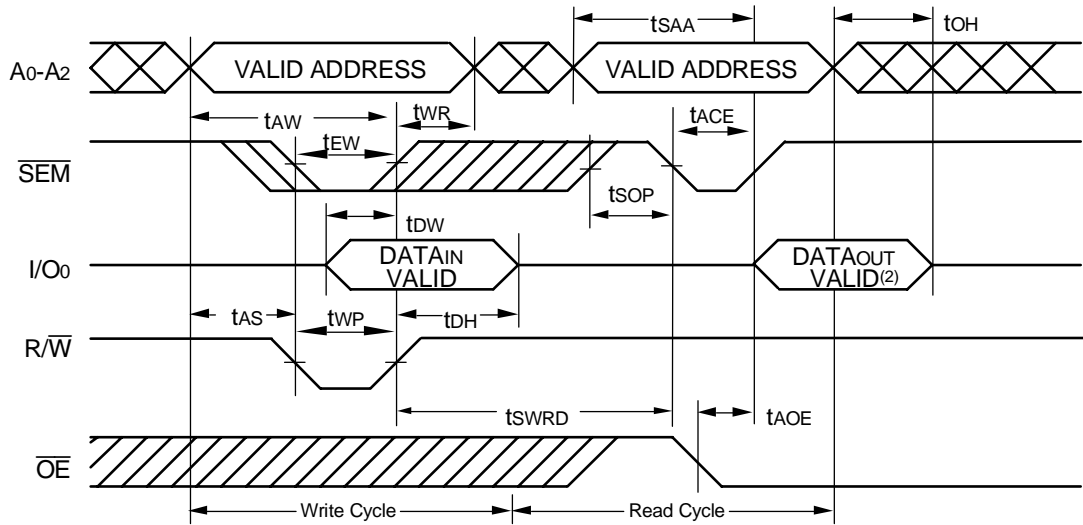 tSAA
tOH
A0-A2
VALID ADDRESS
VALID ADDRESS
tAW
tWR
tACE
tEW
SEM
tSOP
tDW
I/O0
DATAIN
VALID
DATAOUT
VALID(2)
tAS
tWP
tDH
R/W
tSWRD
tAOE
OE
Write Cycle
Read Cycle